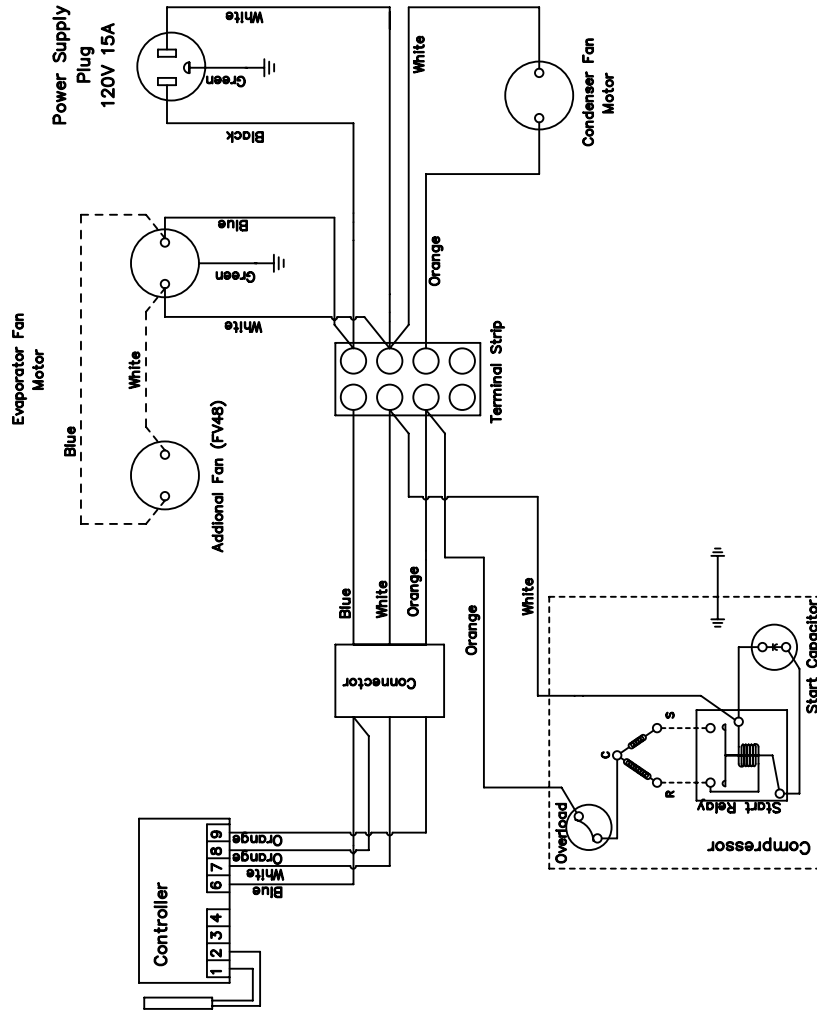 Power Supply
Plug
120V 15A
White
Green
Black
White
Condenser Fan
Motor
Orange
Evaporator Fan
Motor
Blue
White
Addional Fan (FV48)
Blue
Green
White
Terminal Strip
Blue
White
Orange
Connector
Orange
White
Controller
1
2
3
4
6
7
8
9
Orange
Orange
White
Blue
Overload
C
S
R
Start Relay
Start Capacitor
Compressor